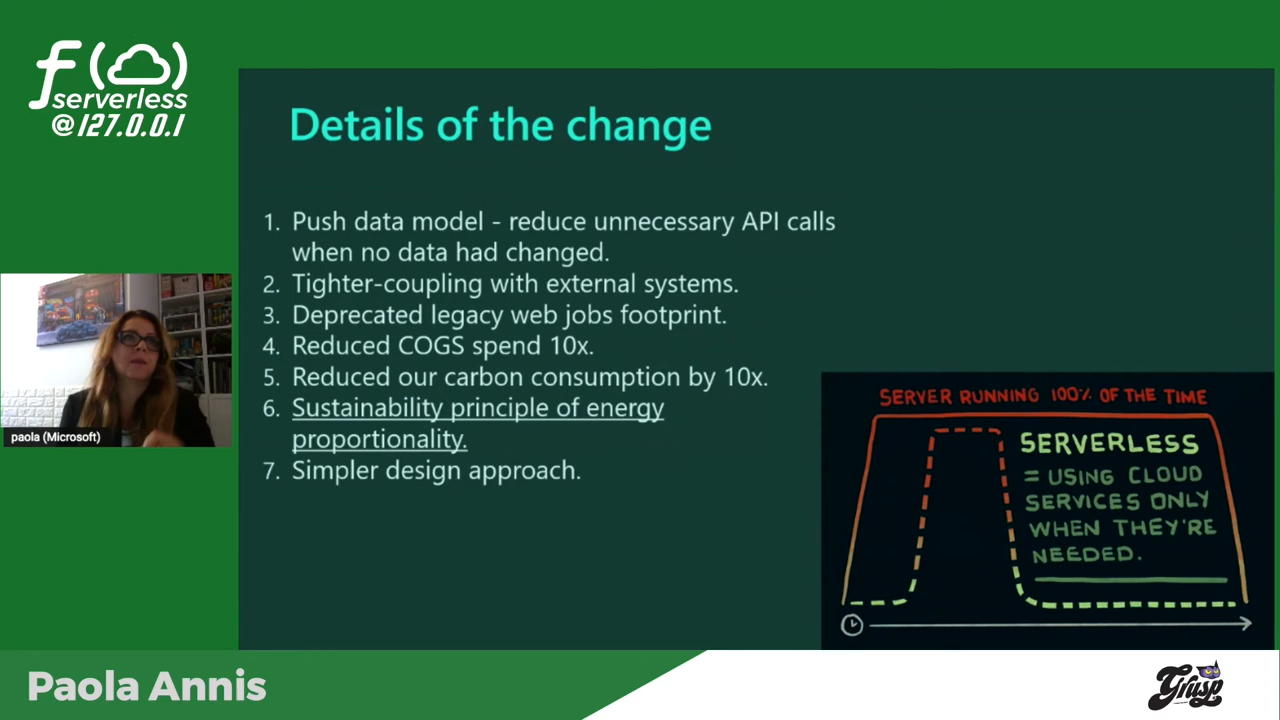 f()
serverless
@127.0.0.1
Details of the change
1. Push data model - reduce unnecessary API calls
when no data had changed.
2. Tighter-coupling with external systems.
3. Deprecated legacy web jobs footprint.
4. Reduced COGS spend 10x.
5. Reduced our carbon consumption by 10x.
6. Sustainability principle of energy
proportionality.
7. Simpler design approach.
SERVER RUNNING 100% OF THE TIME
SERVERLESS
= USING CLOUD
SERVICES ONLY
WHEN THEY'RE
NEEDED.
paola (Microsoft)
Paola Annis
Grusp